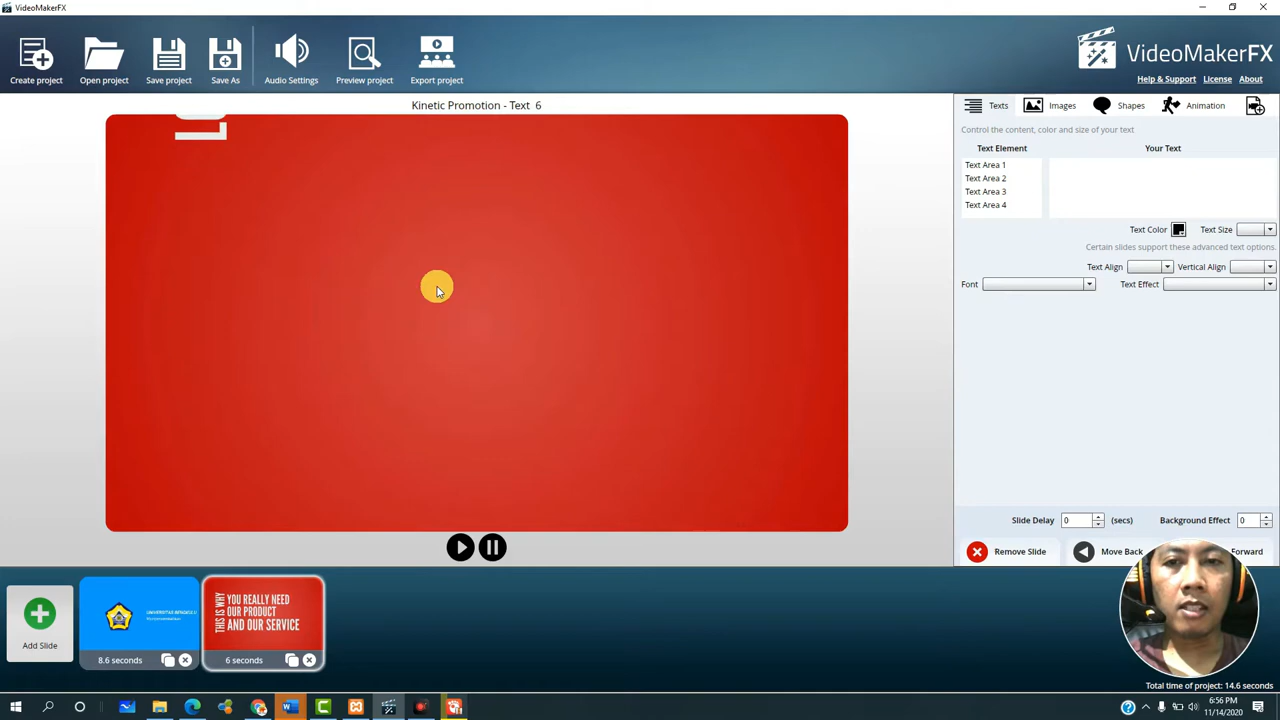 VideoMakerFX
Create project
Open project
Save project
Save As
Audio Settings
Preview project
Export project
VideoMakerFX
Help & Support
License
About
Kinetic Promotion - Text 6
Texts
Images
Shapes
Animation
Control the content, color and size of your text
Text Element
Your Text
Text Area 1
Text Area 2
Text Area 3
Text Area 4
Text Color
Text Size
Certain slides support these advanced text options.
Text Align
Vertical Align
Font
Text Effect
Slide Delay
0
(secs)
Background Effect
0
Remove Slide
Move Back
Forward
Add Slide
UNIVERSITAS BENGKULU
8.6 seconds
THIS IS WHY
YOU REALLY NEED
OUR PRODUCT
AND OUR SERVICE
6 seconds
Total time of project: 14.6 seconds
6:56 PM
11/14/2020